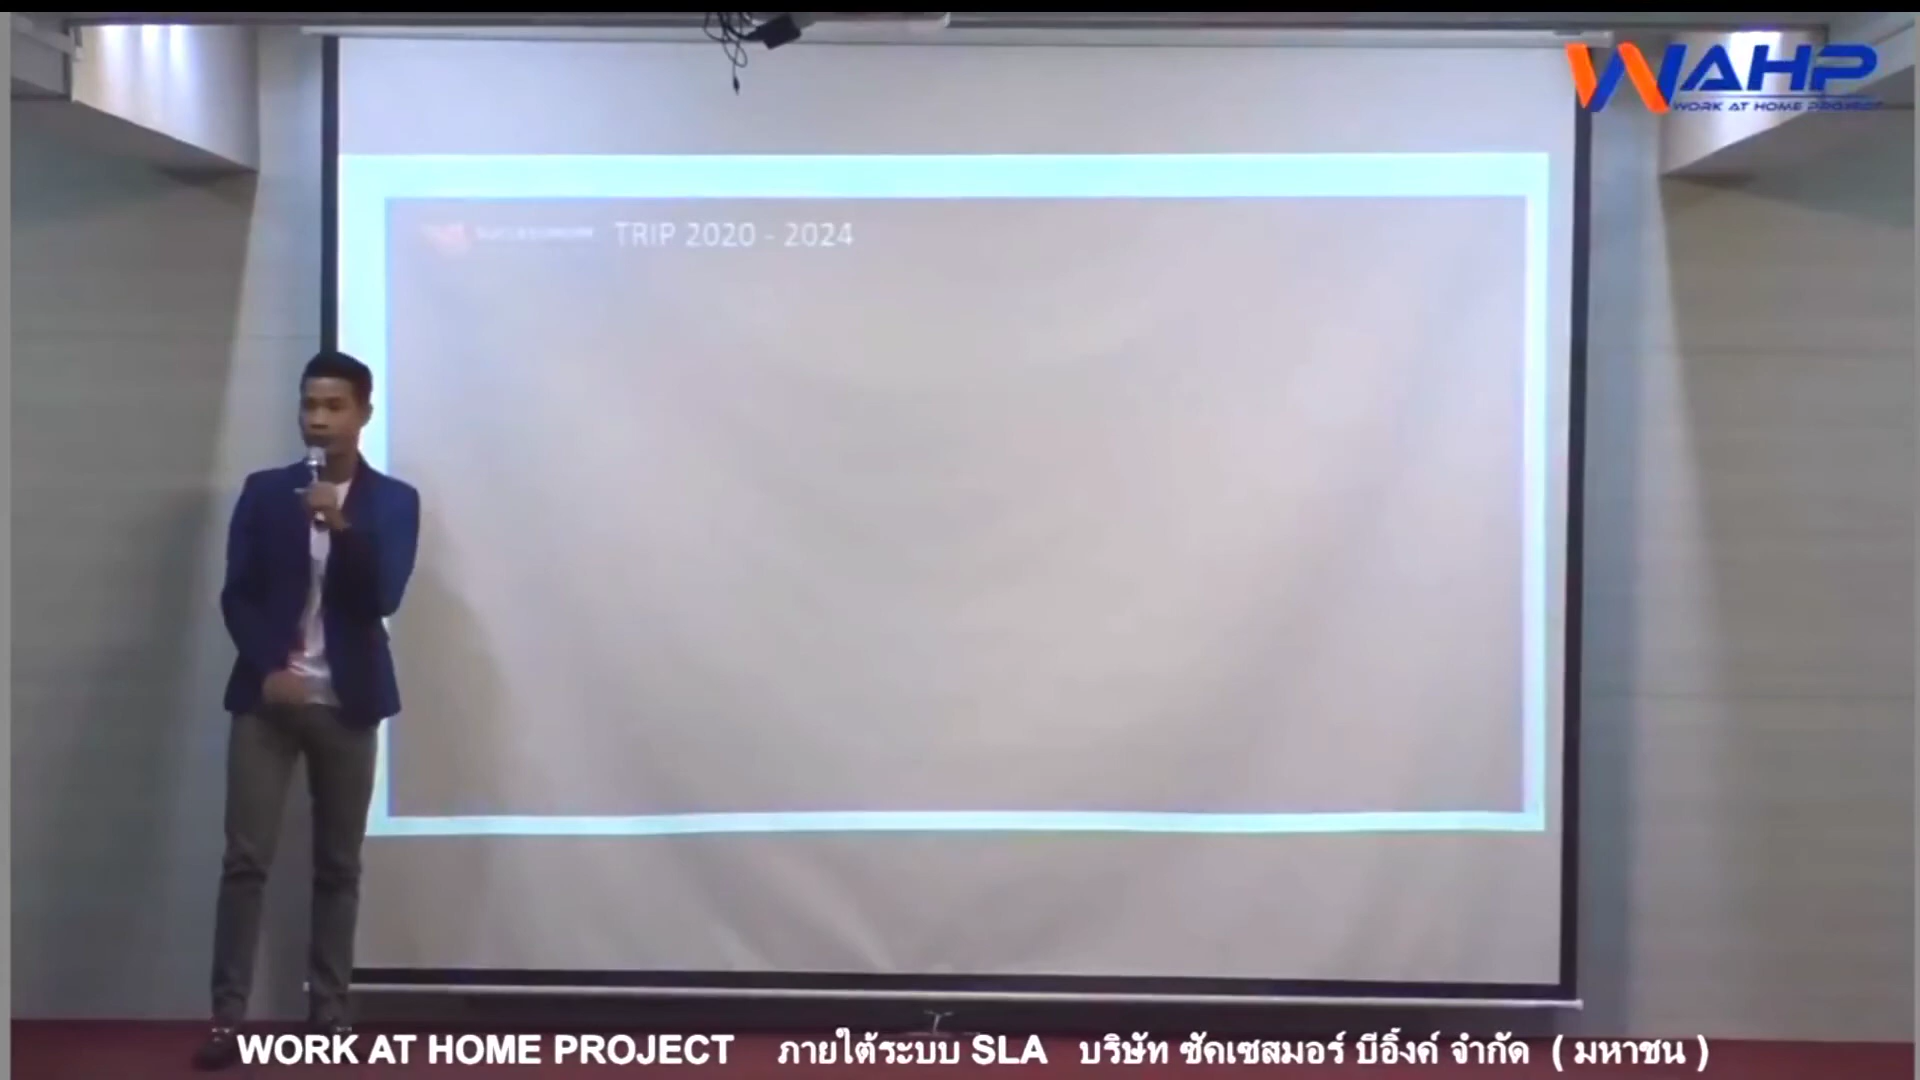 WAHP
WORK AT HOME PROJECT
TRIP 2020 - 2024
WORK AT HOME PROJECT ภายใต้ระบบ SLA บริษัท ซัคเซสมอร์ บีอิ้งค์ จำกัด ( มหาชน )